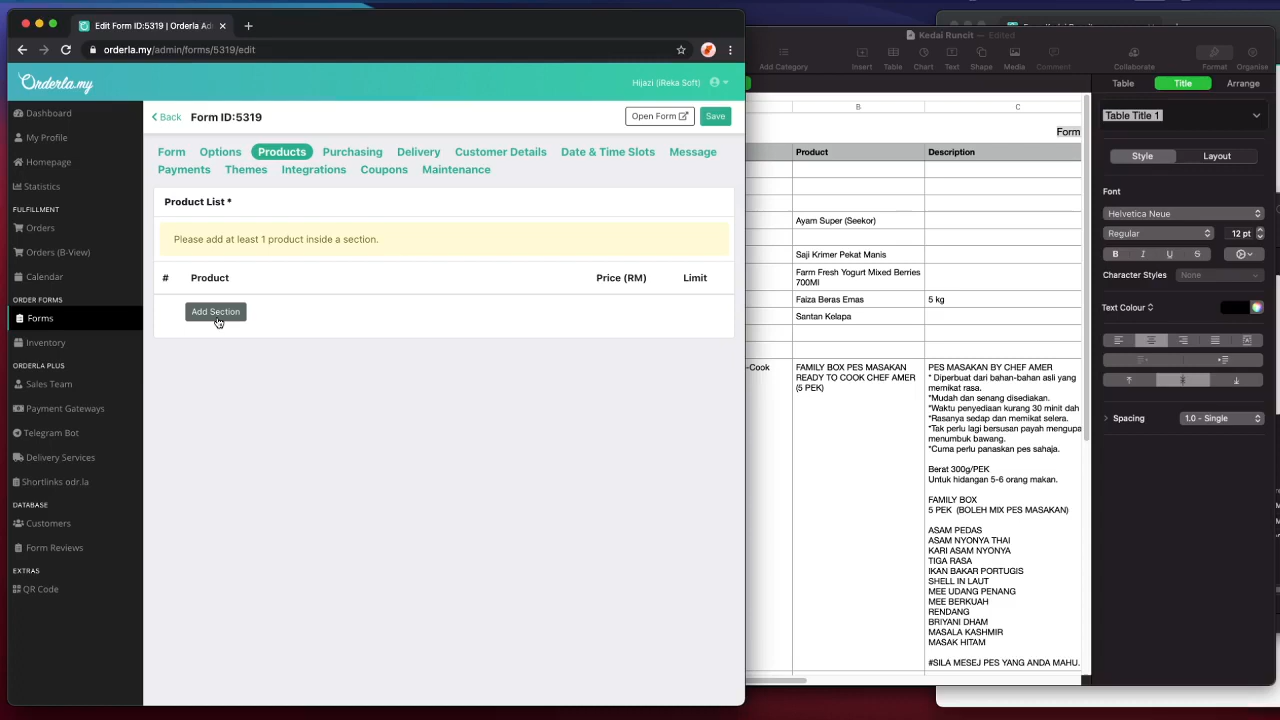 Edit Form ID:5319 | Orderla Ad
orderla.my/admin/forms/5319/edit
Orderla.my
Hijazi (iReka Soft)
Dashboard
My Profile
Homepage
Statistics
FULFILLMENT
Orders
Orders (B-View)
Calendar
ORDER FORMS
Forms
Inventory
ORDERLA PLUS
Sales Team
Payment Gateways
Telegram Bot
Delivery Services
Shortlinks odr.la
DATABASE
Customers
Form Reviews
EXTRAS
QR Code
Back Form ID:5319 Open Form Save
Form Options Products Purchasing Delivery Customer Details Date & Time Slots Message
Payments Themes Integrations Coupons Maintenance
Product List *
Please add at least 1 product inside a section.
# Product Price (RM) Limit
Add Section
Kedai Runcit — Edited
Add Category Insert Table Chart Text Shape Media Comment Collaborate Format Organise
B C
Form
Product Description
Ayam Super (Seekor)
Saji Krimer Pekat Manis
Farm Fresh Yogurt Mixed Berries
700Ml
Faiza Beras Emas 5 kg
Santan Kelapa
-Cook
FAMILY BOX PES MASAKAN
READY TO COOK CHEF AMER
(5 PEK)
PES MASAKAN BY CHEF AMER
* Diperbuat dari bahan-bahan asli yang
memikat rasa.
*Mudah dan senang disediakan.
*Waktu penyediaan kurang 30 minit dah
*Rasanya sedap dan memikat selera.
*Tak perlu lagi bersusan payah mengupa
menumbuk bawang.
*Cuma perlu panaskan pes sahaja.
Berat 300g/PEK
Untuk hidangan 5-6 orang makan.
FAMILY BOX
5 PEK (BOLEH MIX PES MASAKAN)
ASAM PEDAS
ASAM NYONYA THAI
KARI ASAM NYONYA
TIGA RASA
IKAN BAKAR PORTUGIS
SHELL IN LAUT
MEE UDANG PENANG
MEE BERKUAH
RENDANG
BRIYANI DHAM
MASALA KASHMIR
MASAK HITAM
#SILA MESEJ PES YANG ANDA MAHU.
Table Title Arrange
Table Title 1
Style Layout
Font
Helvetica Neue
Regular 12 pt
B I U S
Character Styles None
Text Colour
Spacing 1.0 - Single